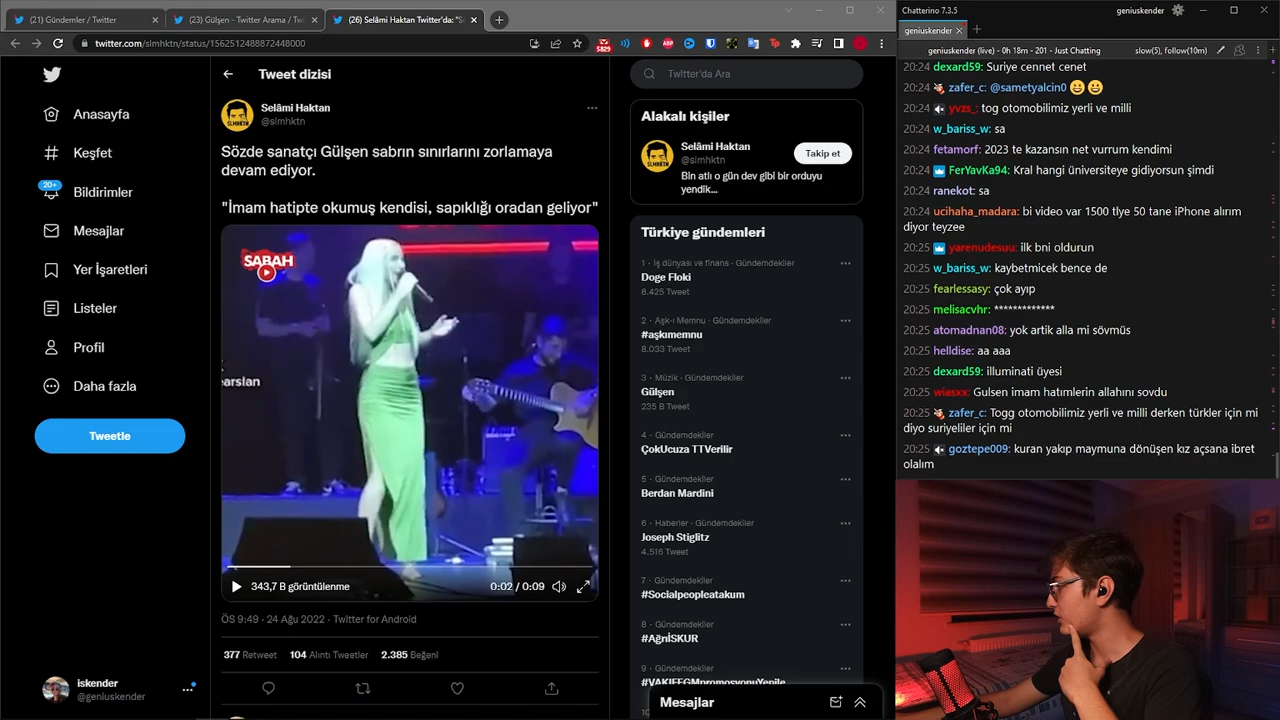 (21) Gündemler / Twitter
(23) Gülşen - Twitter Arama / Twitter
(26) Selâmi Haktan Twitter'da: "S
twitter.com/slmhktn/status/1562512488872448000
5829
ABP
Tp
Anasayfa
Keşfet
20+
Bildirimler
Mesajlar
Yer İşaretleri
Listeler
Profil
Daha fazla
Tweetle
iskender
@geniuskender
Tweet dizisi
SLMHKTN
Selâmi Haktan
@slmhktn
Sözde sanatçı Gülşen sabrın sınırlarını zorlamaya
devam ediyor.
"İmam hatipte okumuş kendisi, sapıklığı oradan geliyor"
SABAH
earslan
343,7 B görüntülenme
0:02 / 0:09
ÖS 9:49 · 24 Ağu 2022 · Twitter for Android
377 Retweet 104 Alıntı Tweetler 2.385 Beğeni
Twitter'da Ara
Alakalı kişiler
SLMHKTN
Selâmi Haktan
@slmhktn
Takip et
Bin atlı o gün dev gibi bir orduyu
yendik...
Türkiye gündemleri
1 · İş dünyası ve finans · Gündemdekiler
Doge Floki
8.425 Tweet
2 · Aşk-ı Memnu · Gündemdekiler
#aşkımemnu
8.033 Tweet
3 · Müzik · Gündemdekiler
Gülşen
235 B Tweet
4 · Gündemdekiler
ÇokUcuza TTVerilir
5 · Gündemdekiler
Berdan Mardini
6 · Haberler · Gündemdekiler
Joseph Stiglitz
4.516 Tweet
7 · Gündemdekiler
#Socialpeopleatakum
8 · Gündemdekiler
#AğrıİSKUR
9 · Gündemdekiler
#VAKIFEGMpromosyonuYenile
10
Mesajlar
Chatterino 7.3.5
geniuskender
geniuskender
geniuskender (live) - 0h 18m - 201 - Just Chatting
slow(5), follow(10m)
20:24 dexard59: Suriye cennet cenet
20:24 zafer_c: @sametyalcin0
20:24 yvzs_: tog otomobilimiz yerli ve milli
20:24 w_bariss_w: sa
20:24 fetamorf: 2023 te kazansın net yurrum kendimi
20:24 FerYavKa94: Kral hangi üniversiteye gidiyorsun şimdi
20:24 ranekot: sa
20:24 ucihaha_madara: bi video var 1500 tlye 50 tane iPhone alırım
diyor teyzee
20:25 yarenudesuu: ilk bni oldurun
20:25 w_bariss_w: kaybetmicek bence de
20:25 fearlessasy: çok ayıp
20:25 melisacvhr: *************
20:25 atomadnan08: yok artik alla mi sövmüs
20:25 helldise: aa aaa
20:25 dexard59: illuminati üyesi
20:25 wiasxx: Gulsen imam hatımlerin allahını sovdu
20:25 zafer_c: Togg otomobilimiz yerli ve milli derken türkler için mi
diyo suriyeliler için mi
20:25 goztepe009: kuran yakıp maymuna dönüşen kız açsana ibret
olalım